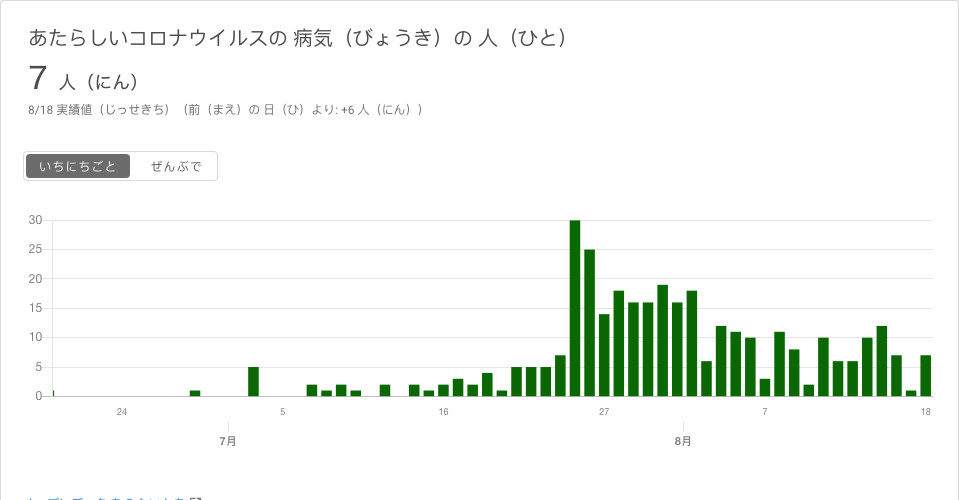 あたらしいコロナウイルスの 病気（びょうき）の 人（ひと）
7 人（にん）
8/18 実績値（じっせきち）（前（まえ）の 日（ひ）より: +6 人（にん））
いちにちごと ぜんぶで
30
25
20
15
10
5
0
24 5 16 27 7 18
7月 8月